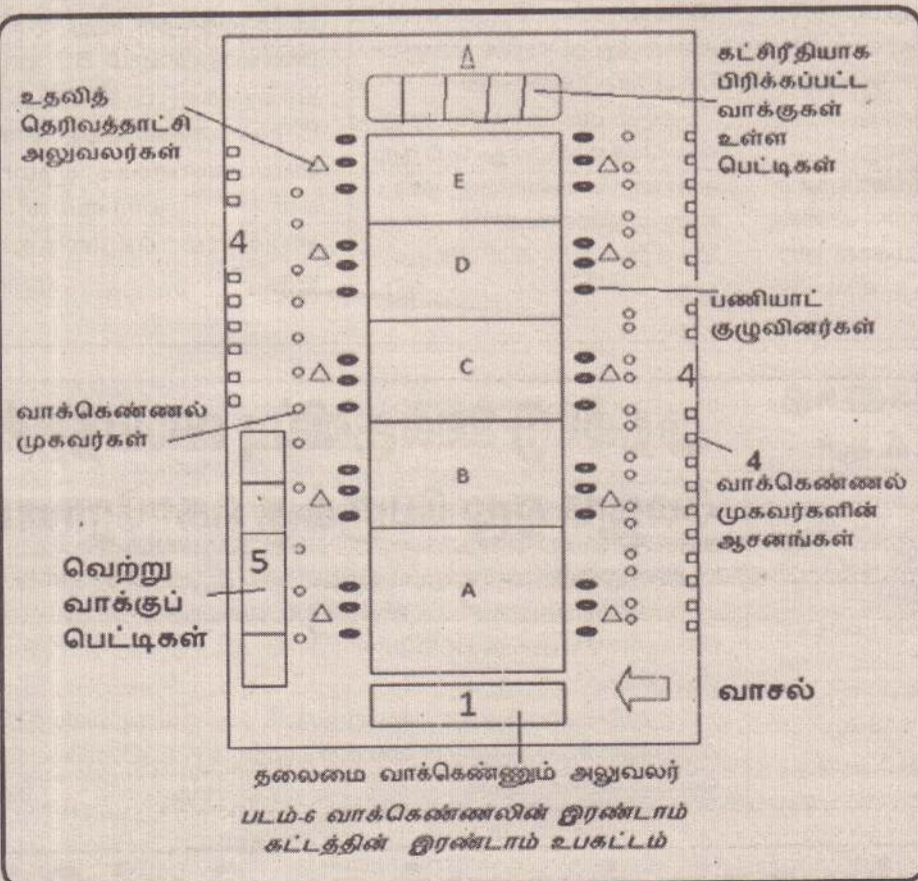 கட்சிரீதியாக
பிரிக்கப்பட்ட
வாக்குகள்
உள்ள
பெட்டிகள்
உதவித்
தெரிவத்தாட்சி
அலுவலர்கள்
E
4
D
பணியாட்
குழுவினர்கள்
C
4
வாக்கெண்ணல்
முகவர்கள்
B
4
வாக்கெண்ணல்
முகவர்களின்
ஆசனங்கள்
வெற்று
வாக்குப்
பெட்டிகள்
5
A
வாசல்
1
தலைமை வாக்கெண்ணும் அலுவலர்
படம்-6 வாக்கெண்ணலின் இரண்டாம்
கட்டத்தின் இரண்டாம் உபகட்டம்